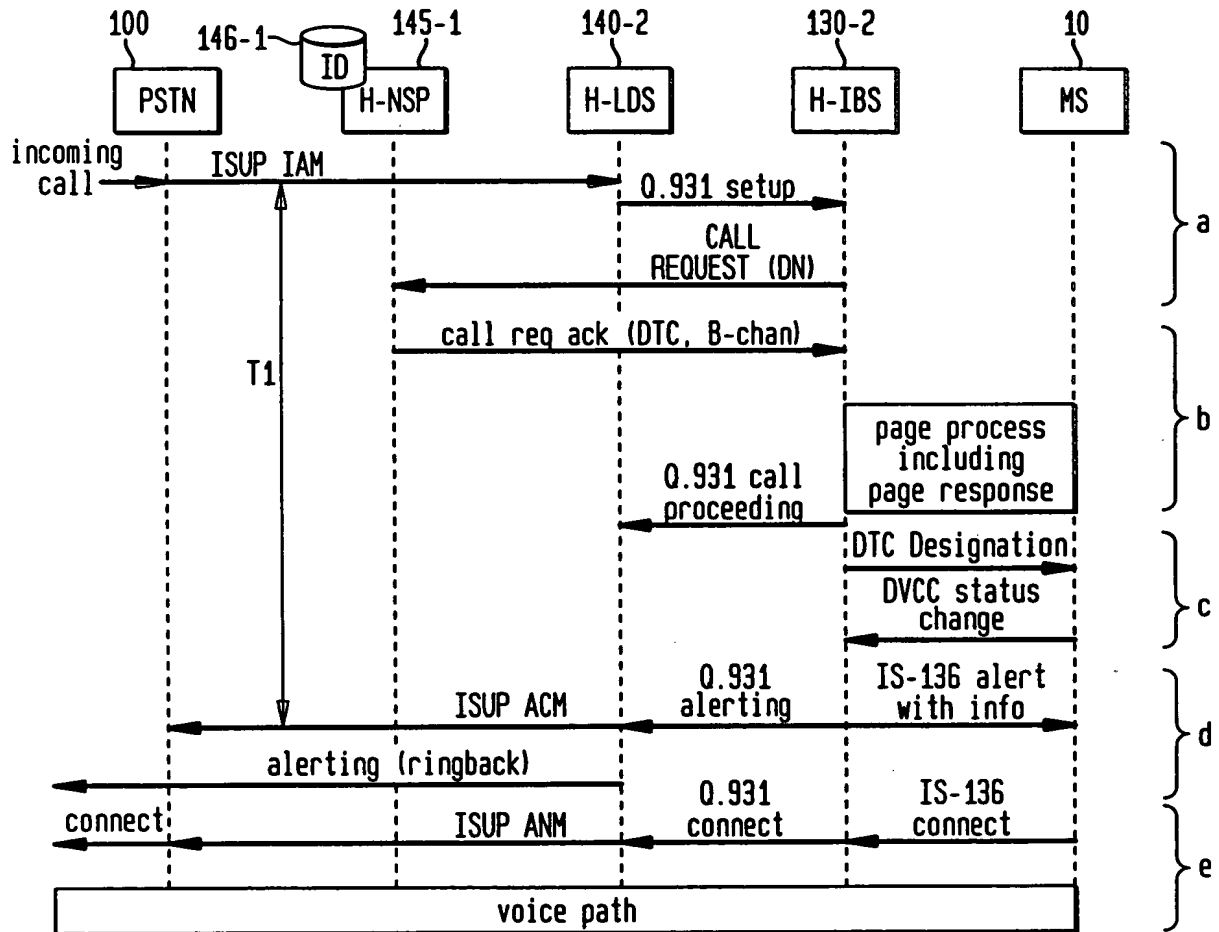 100
146-1
145-1
140-2
130-2
10
ID
PSTN
H-NSP
H-LDS
H-IBS
MS
incoming
call
ISUP IAM
Q.931 setup
a
CALL
REQUEST (DN)
call req ack (DTC, B-chan)
T1
b
page process
including
page response
Q.931 call
proceeding
DTC Designation
DVCC status
change
c
ISUP ACM
Q.931
alerting
IS-136 alert
with info
d
alerting (ringback)
connect
ISUP ANM
Q.931
connect
IS-136
connect
e
voice path